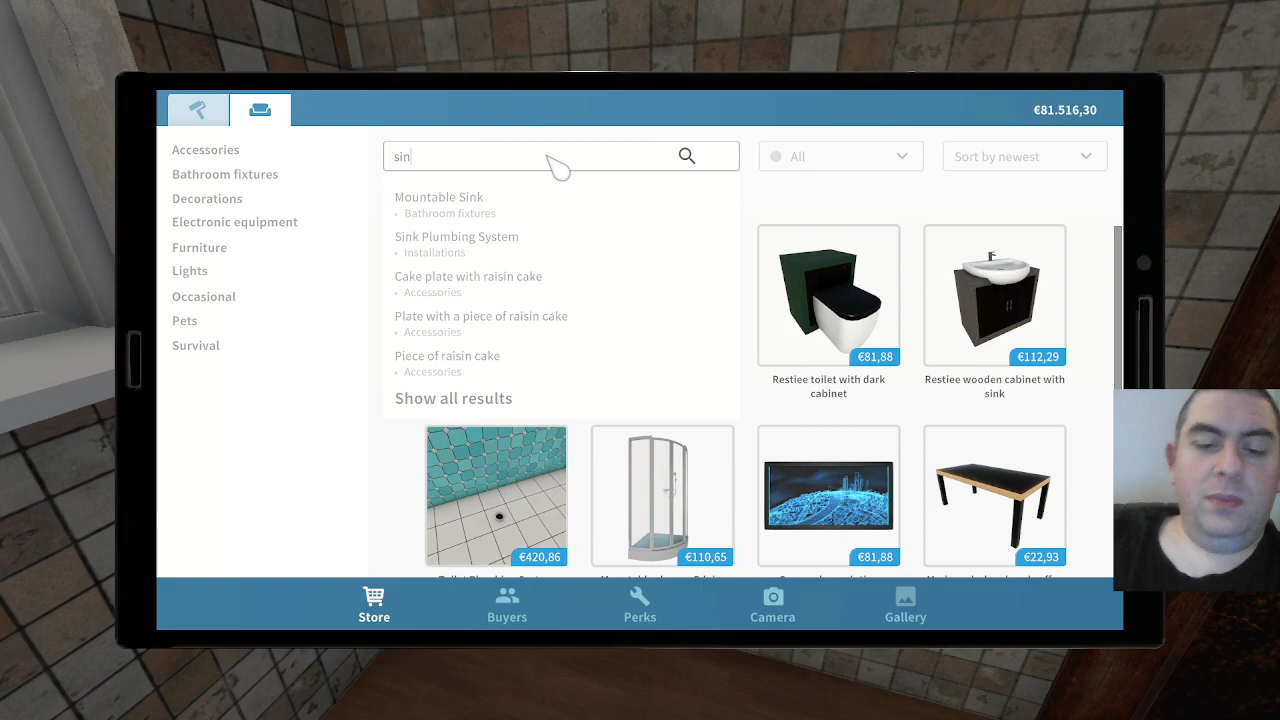 €81.516,30
Accessories
Bathroom fixtures
Decorations
Electronic equipment
Furniture
Lights
Occasional
Pets
Survival
sin
All
Sort by newest
Mountable Sink
• Bathroom fixtures
Sink Plumbing System
• Installations
Cake plate with raisin cake
• Accessories
Plate with a piece of raisin cake
• Accessories
Piece of raisin cake
• Accessories
Show all results
€81,88
Restiee toilet with dark
cabinet
€112,29
Restiee wooden cabinet with
sink
€420,86
€110,65
€81,88
€22,93
Store
Buyers
Perks
Camera
Gallery